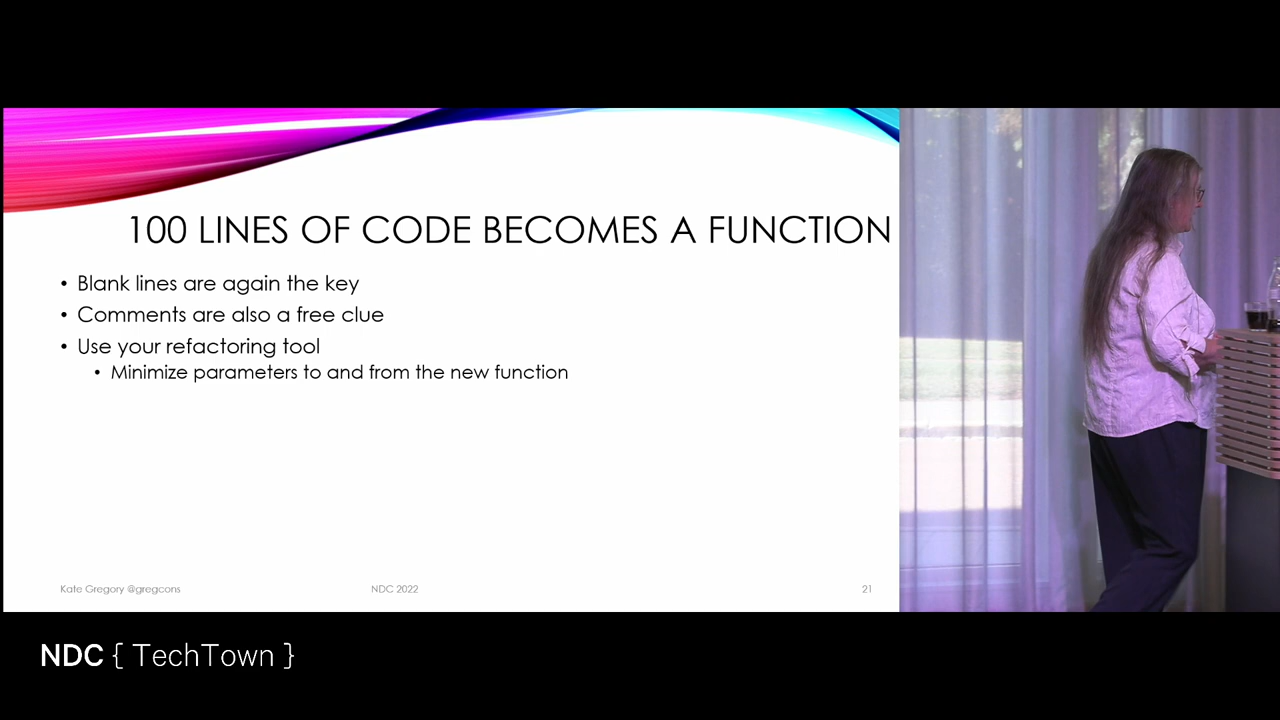 100 LINES OF CODE BECOMES A FUNCTION
• Blank lines are again the key
• Comments are also a free clue
• Use your refactoring tool
• Minimize parameters to and from the new function
Kate Gregory @gregcons
NDC 2022
21
NDC { TechTown }